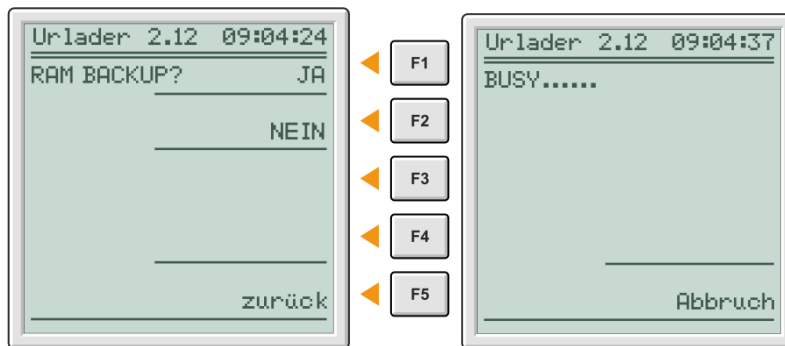 Urlader 2.12 09:04:24
RAM BACKUP? JA
NEIN
zurück
F1
F2
F3
F4
F5
Urlader 2.12 09:04:37
BUSY......
Abbruch